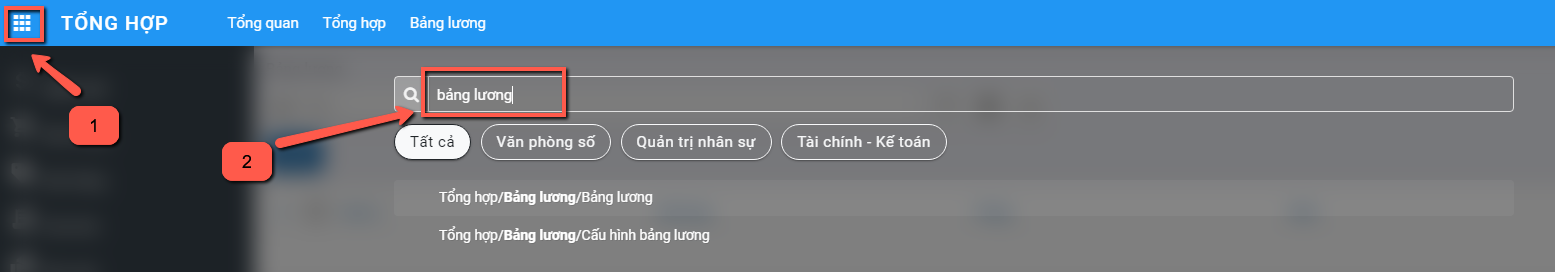 TỔNG HỢP Tổng quan Tổng hợp Bảng lương
bảng lương
1
2
Tất cả Văn phòng số Quản trị nhân sự Tài chính - Kế toán
Tổng hợp/Bảng lương/Bảng lương
Tổng hợp/Bảng lương/Cấu hình bảng lương